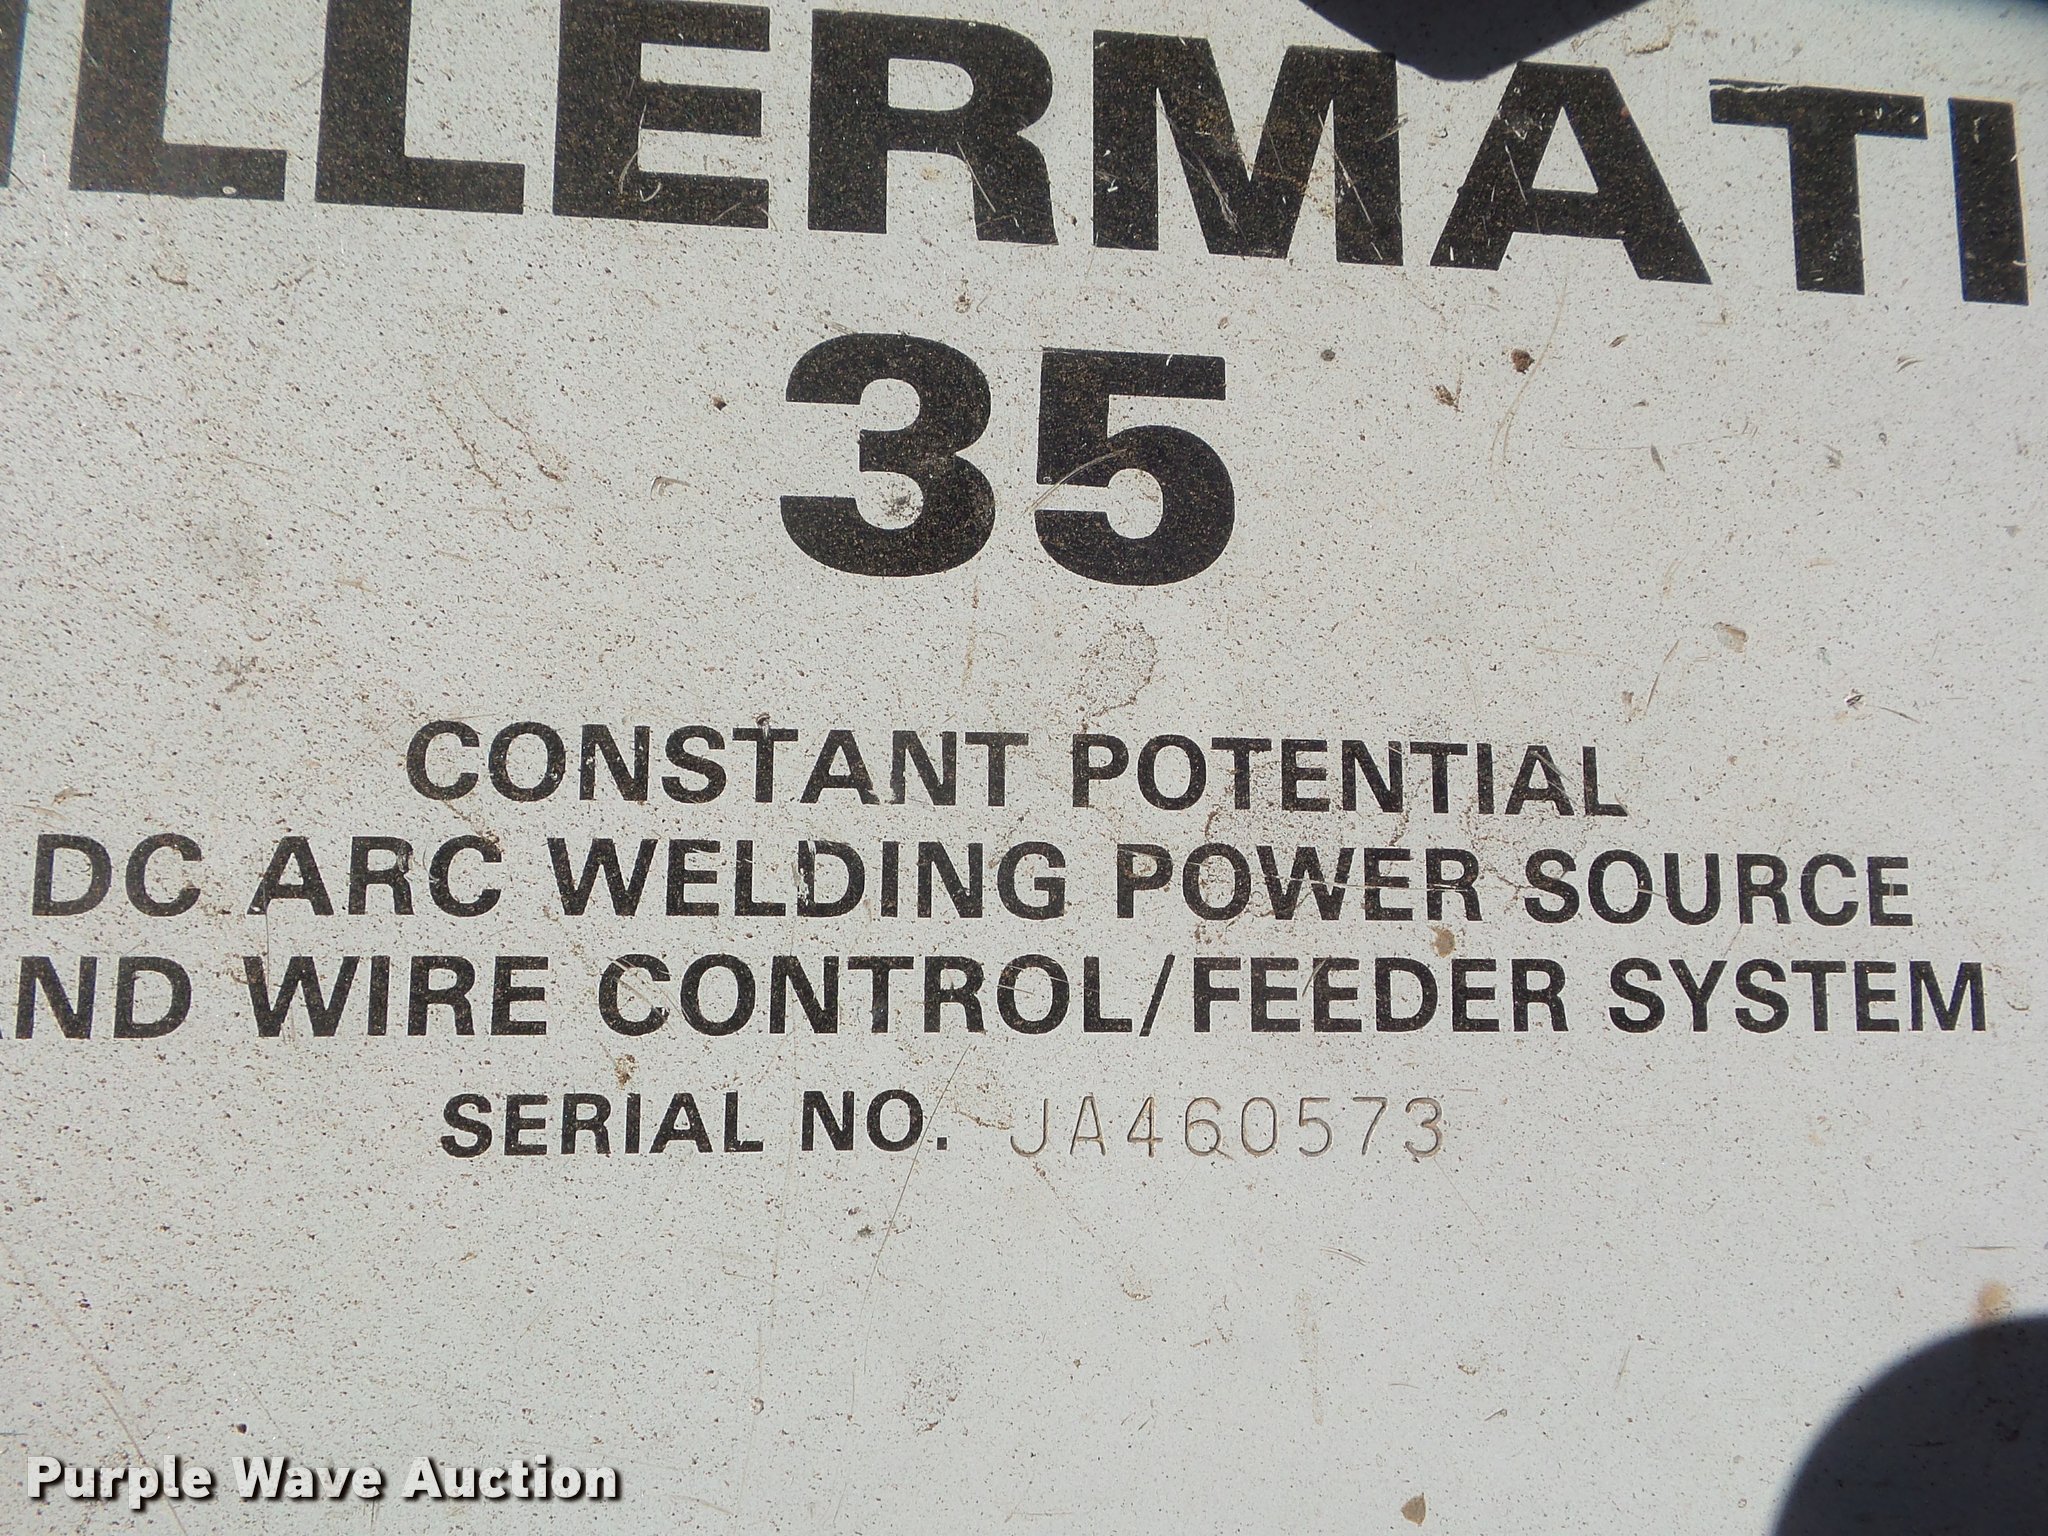 ILLERMATI
35
CONSTANT POTENTIAL
DC ARC WELDING POWER SOURCE
AND WIRE CONTROL/FEEDER SYSTEM
SERIAL NO. JA460573
Purple Wave Auction